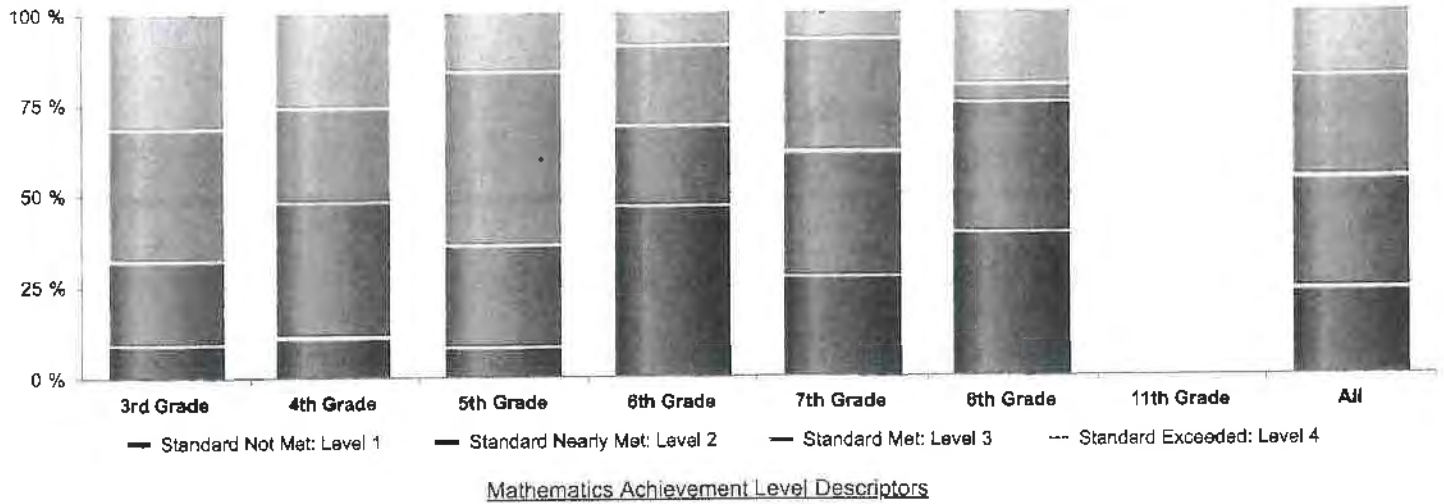 100 %
75 %
50 %
25 %
0 %
3rd Grade 4th Grade 5th Grade 6th Grade 7th Grade 8th Grade 11th Grade All
Standard Not Met: Level 1 Standard Nearly Met: Level 2 Standard Met: Level 3 Standard Exceeded: Level 4
Mathematics Achievement Level Descriptors